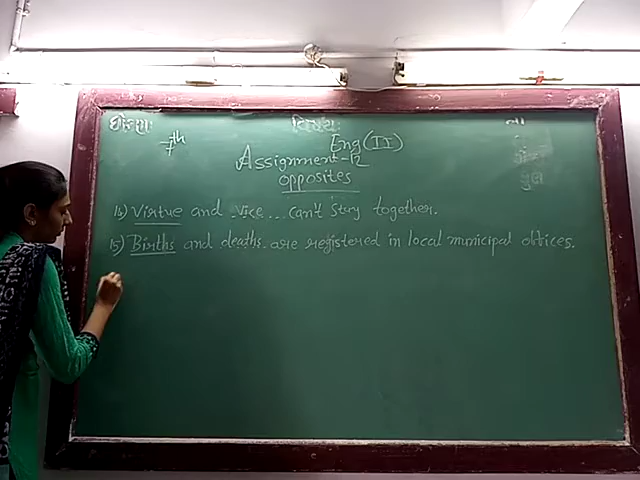 ધોરણ: વિષય: તા
7th Eng(II)
Assignment-12
opposites
14) Virtue and ..Vice... can't stay together.
15) Births and deaths. are registered in local municipal offices.